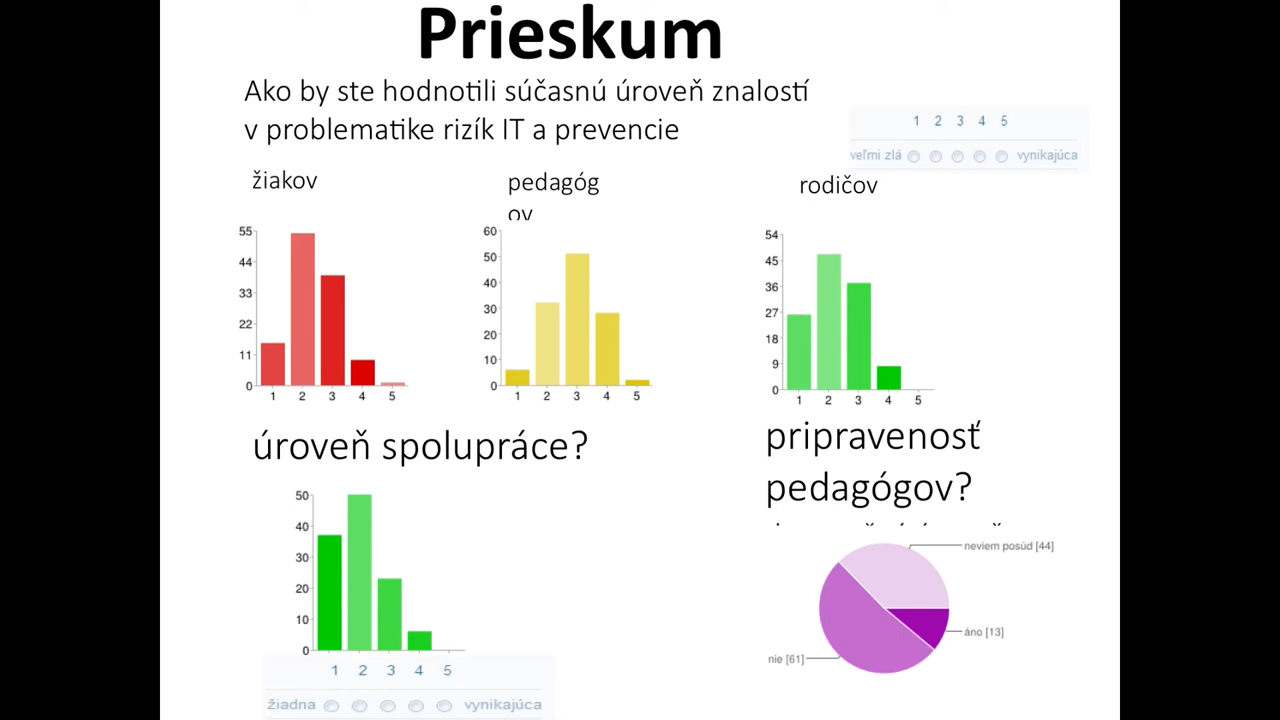 Prieskum
Ako by ste hodnotili súčasnú úroveň znalostí
v problematike rizík IT a prevencie
1 2 3 4 5
veľmi zlá vynikajúca
žiakov
pedagóg
ov
rodičov
55
44
33
22
11
0
1 2 3 4 5
60
50
40
30
20
10
0
1 2 3 4 5
54
45
36
27
18
9
0
1 2 3 4 5
úroveň spolupráce?
pripravenosť
pedagógov?
50
40
30
20
10
0
1 2 3 4 5
žiadna vynikajúca
neviem posúd [44]
áno [13]
nie [61]